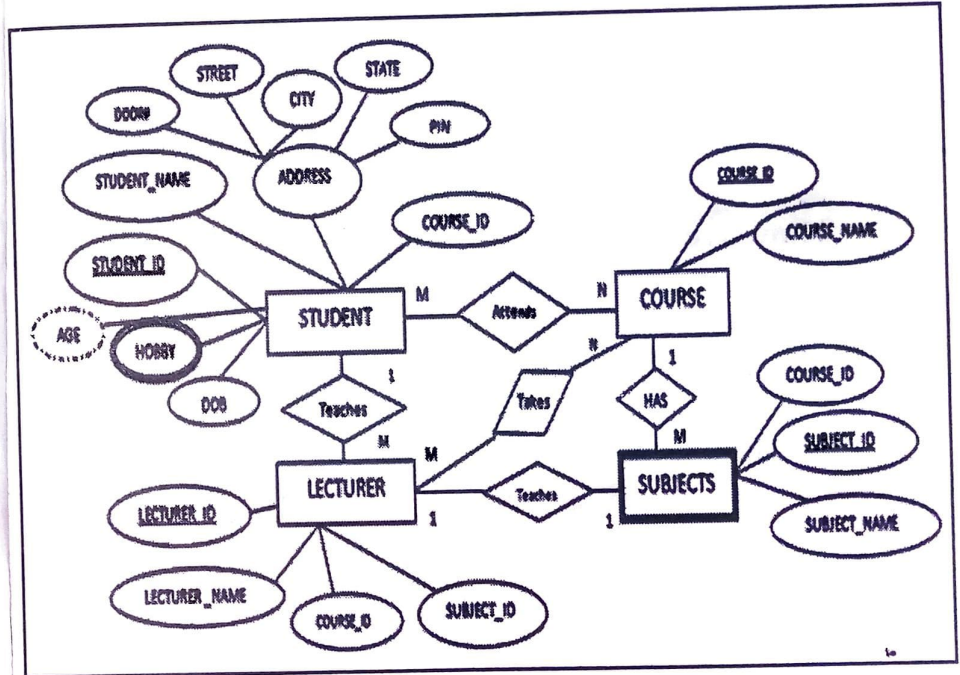 STREET
STATE
CITY
DOOR#
PIN
STUDENT_NAME
ADDRESS
COURSE_ID
COURSE_ID
COURSE_NAME
STUDENT_ID
M
N
COURSE
STUDENT
Attends
AGE
HOBBY
N
1
1
COURSE_ID
DOB
Teaches
Takes
HAS
M
M
M
SUBJECT_ID
LECTURER
Teaches
SUBJECTS
LECTURER_ID
1
1
SUBJECT_NAME
LECTURER_NAME
COURSE_ID
SUBJECT_ID